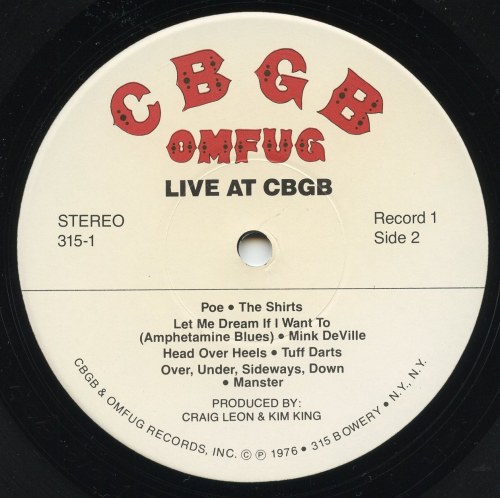 CBGB
OMFUG
LIVE AT CBGB
STEREO
315-1
Record 1
Side 2
Poe • The Shirts
Let Me Dream If I Want To
(Amphetamine Blues) • Mink DeVille
Head Over Heels • Tuff Darts
Over, Under, Sideways, Down
• Manster
PRODUCED BY:
CRAIG LEON & KIM KING
CBGB & OMFUG RECORDS, INC. © ℗ 1976 • 315 BOWERY • N.Y., N.Y.